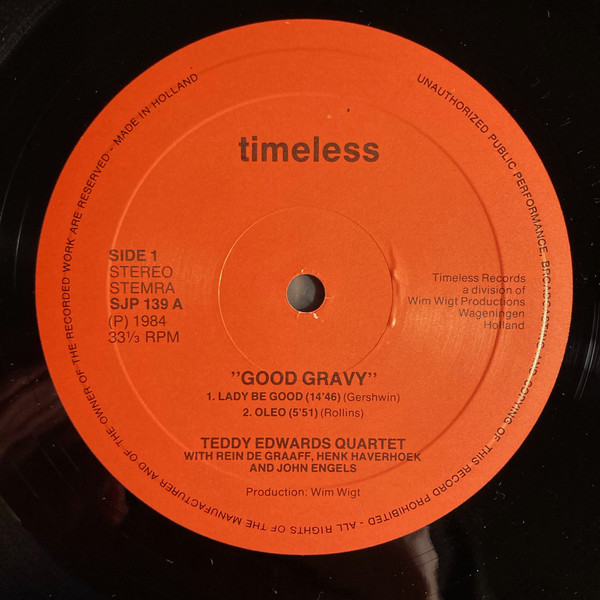 timeless
SIDE 1
STEREO
STEMRA
SJP 139 A
(P) 1984
33⅓ RPM
Timeless Records
a division of
Wim Wigt Productions
Wageningen
Holland
"GOOD GRAVY"
1. LADY BE GOOD (14'46) (Gershwin)
2. OLEO (5'51) (Rollins)
TEDDY EDWARDS QUARTET
WITH REIN DE GRAAFF, HENK HAVERHOEK
AND JOHN ENGELS
Production: Wim Wigt
UNAUTHORIZED PUBLIC PERFORMANCE, BROADCASTING AND COPYING OF THIS RECORD PROHIBITED - ALL RIGHTS OF THE MANUFACTURER AND OF THE OWNER OF THE RECORDED WORK ARE RESERVED - MADE IN HOLLAND